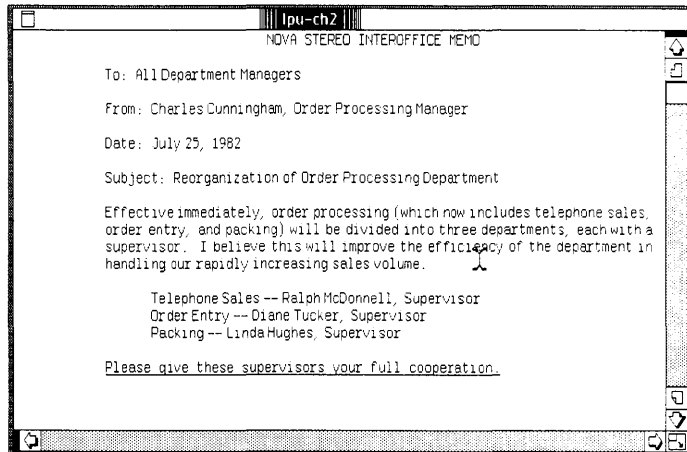 lpu-ch2
NOVA STEREO INTEROFFICE MEMO
To: All Department Managers
From: Charles Cunningham, Order Processing Manager
Date: July 25, 1982
Subject: Reorganization of Order Processing Department
Effective immediately, order processing (which now includes telephone sales,
order entry, and packing) will be divided into three departments, each with a
supervisor. I believe this will improve the efficiency of the department in
handling our rapidly increasing sales volume.
Telephone Sales -- Ralph McDonnell, Supervisor
Order Entry -- Diane Tucker, Supervisor
Packing -- Linda Hughes, Supervisor
Please give these supervisors your full cooperation.